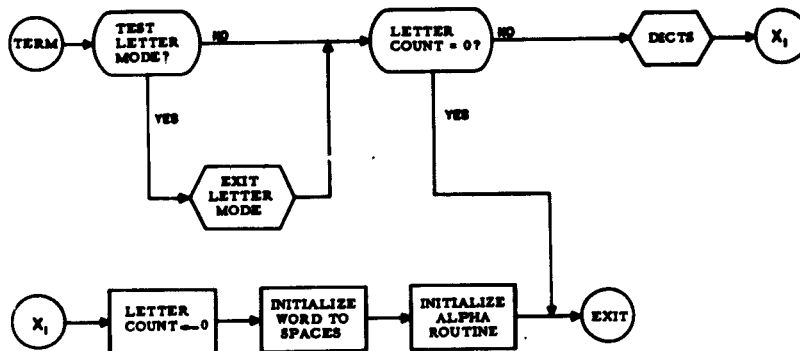 TERM
TEST
LETTER
MODE?
NO
LETTER
COUNT = 0?
NO
DICTS
X₁
YES
YES
EXIT
LETTER
MODE
X₁
LETTER
COUNT ← 0
INITIALIZE
WORD TO
SPACES
INITIALIZE
ALPHA
ROUTINE
EXIT